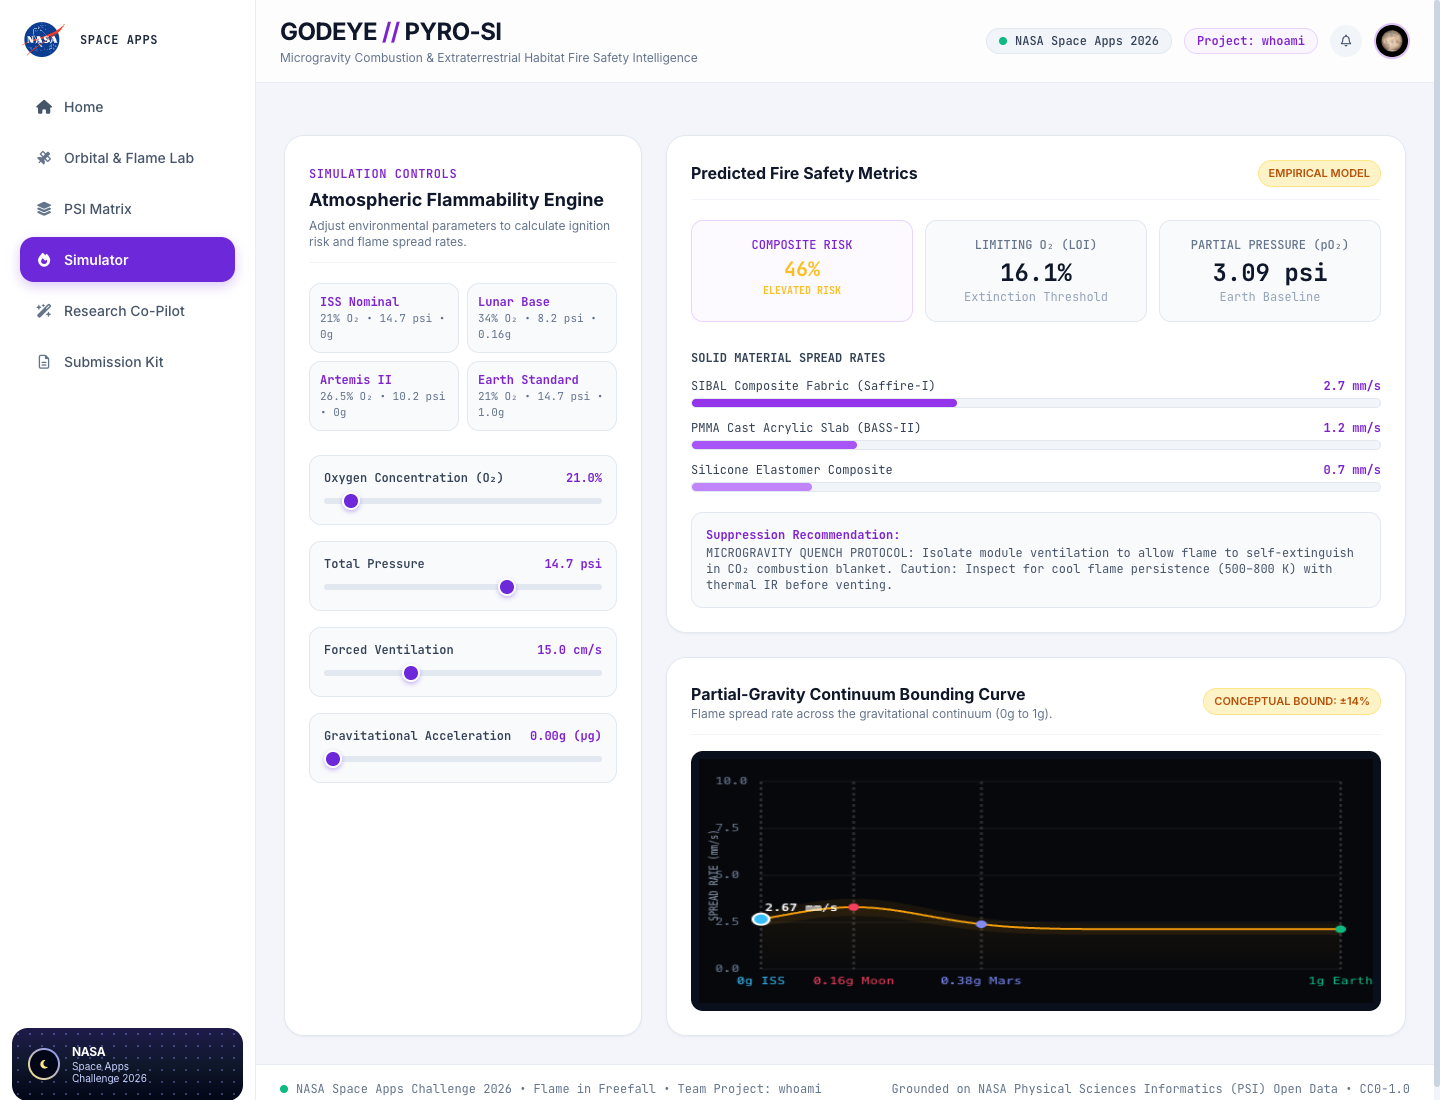 NASA
SPACE APPS
Home
Orbital & Flame Lab
PSI Matrix
Simulator
Research Co-Pilot
Submission Kit
NASA
Space Apps
Challenge 2026
GODEYE // PYRO-SI
Microgravity Combustion & Extraterrestrial Habitat Fire Safety Intelligence
NASA Space Apps 2026
Project: whoami
SIMULATION CONTROLS
Atmospheric Flammability Engine
Adjust environmental parameters to calculate ignition
risk and flame spread rates.
ISS Nominal
21% O₂ • 14.7 psi •
0g
Lunar Base
34% O₂ • 8.2 psi •
0.16g
Artemis II
26.5% O₂ • 10.2 psi
• 0g
Earth Standard
21% O₂ • 14.7 psi •
1.0g
Oxygen Concentration (O₂) 21.0%
Total Pressure 14.7 psi
Forced Ventilation 15.0 cm/s
Gravitational Acceleration 0.00g (µg)
Predicted Fire Safety Metrics
EMPIRICAL MODEL
COMPOSITE RISK
46%
ELEVATED RISK
LIMITING O₂ (LOI)
16.1%
Extinction Threshold
PARTIAL PRESSURE (pO₂)
3.09 psi
Earth Baseline
SOLID MATERIAL SPREAD RATES
SIBAL Composite Fabric (Saffire-I) 2.7 mm/s
PMMA Cast Acrylic Slab (BASS-II) 1.2 mm/s
Silicone Elastomer Composite 0.7 mm/s
Suppression Recommendation:
MICROGRAVITY QUENCH PROTOCOL: Isolate module ventilation to allow flame to self-extinguish
in CO₂ combustion blanket. Caution: Inspect for cool flame persistence (500–800 K) with
thermal IR before venting.
Partial-Gravity Continuum Bounding Curve
Flame spread rate across the gravitational continuum (0g to 1g).
CONCEPTUAL BOUND: ±14%
10.0
7.5
5.0
2.5
0.0
SPREAD RATE (mm/s)
2.67 mm/s
0g ISS
0.16g Moon
0.38g Mars
1g Earth
NASA Space Apps Challenge 2026 • Flame in Freefall • Team Project: whoami
Grounded on NASA Physical Sciences Informatics (PSI) Open Data • CC0-1.0